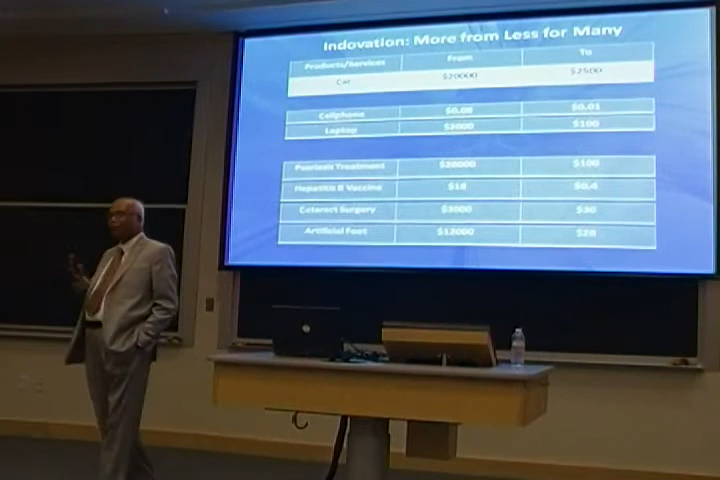 Indovation: More from Less for Many
Products/Services From To
Car $20000 $2500
Cellphone $0.08 $0.01
Laptop $2000 $100
Psoriasis Treatment $20000 $100
Hepatitis B Vaccine $18 $0.4
Cataract Surgery $3000 $30
Artificial Foot $12000 $28